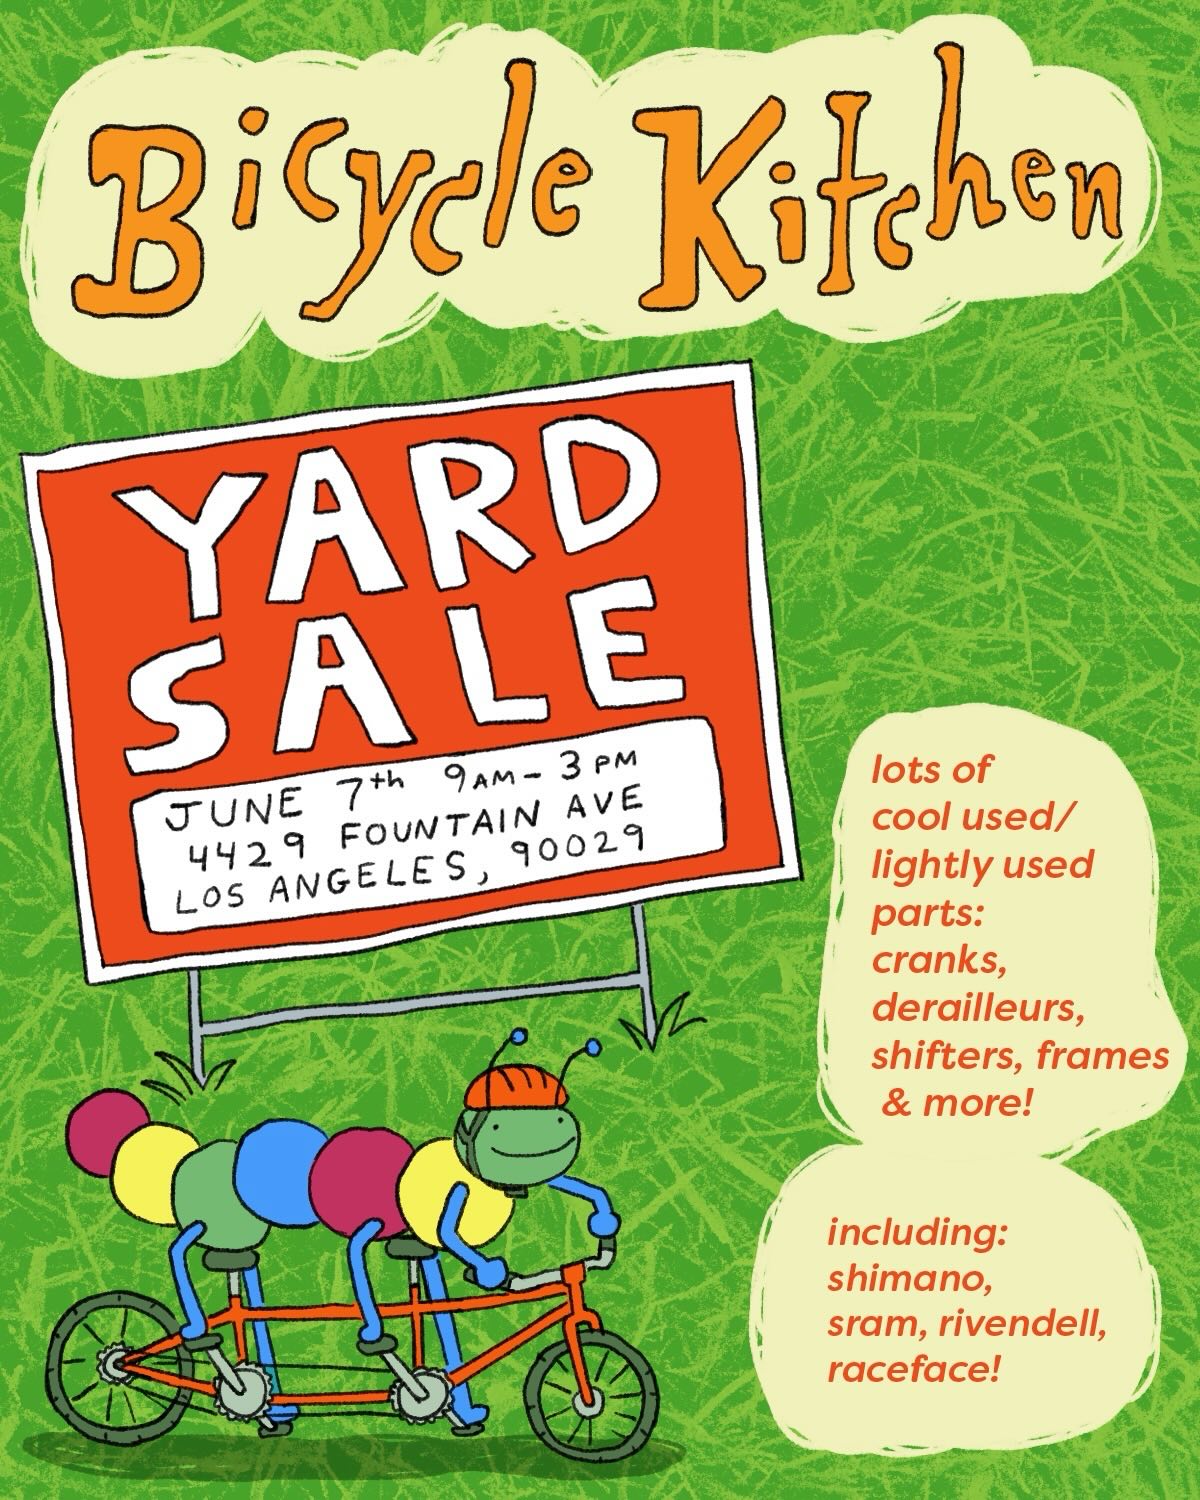 Bicycle Kitchen
YARD
SALE
JUNE 7th 9AM-3PM
4429 FOUNTAIN AVE
LOS ANGELES, 90029
lots of
cool used/
lightly used
parts:
cranks,
derailleurs,
shifters, frames
& more!
including:
shimano,
sram, rivendell,
raceface!